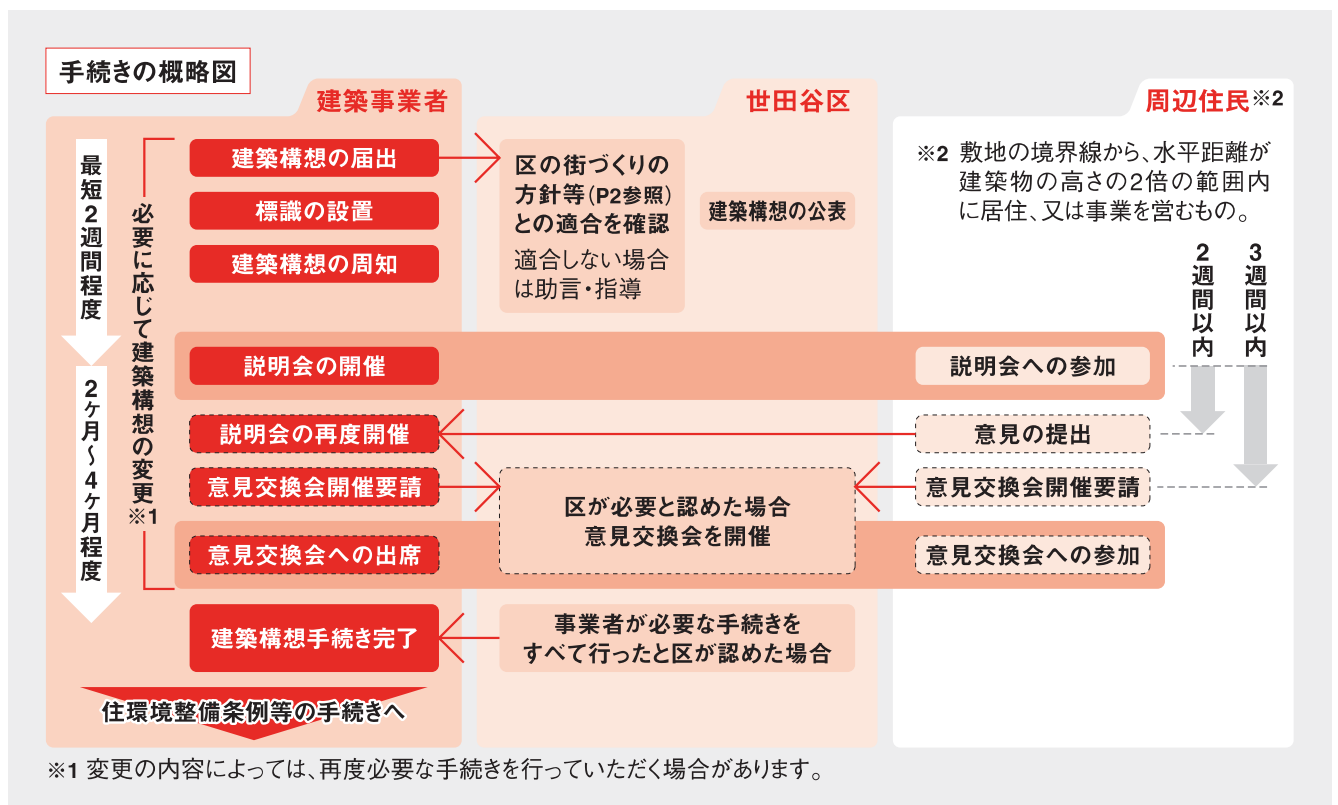 手続きの概略図
建築事業者
世田谷区
周辺住民※2
最短2週間程度
2ヶ月～4ヶ月程度
必要に応じて建築構想の変更※1
建築構想の届出
標識の設置
建築構想の周知
区の街づくりの
方針等（P2参照）
との適合を確認
適合しない場合
は助言・指導
建築構想の公表
※2 敷地の境界線から、水平距離が
建築物の高さの2倍の範囲内
に居住、又は事業を営むもの。
2週間以内
3週間以内
説明会の開催
説明会への参加
説明会の再度開催
意見の提出
意見交換会開催要請
区が必要と認めた場合
意見交換会を開催
意見交換会開催要請
意見交換会への出席
意見交換会への参加
建築構想手続き完了
事業者が必要な手続きを
すべて行ったと区が認めた場合
住環境整備条例等の手続きへ
※1 変更の内容によっては、再度必要な手続きを行っていただく場合があります。